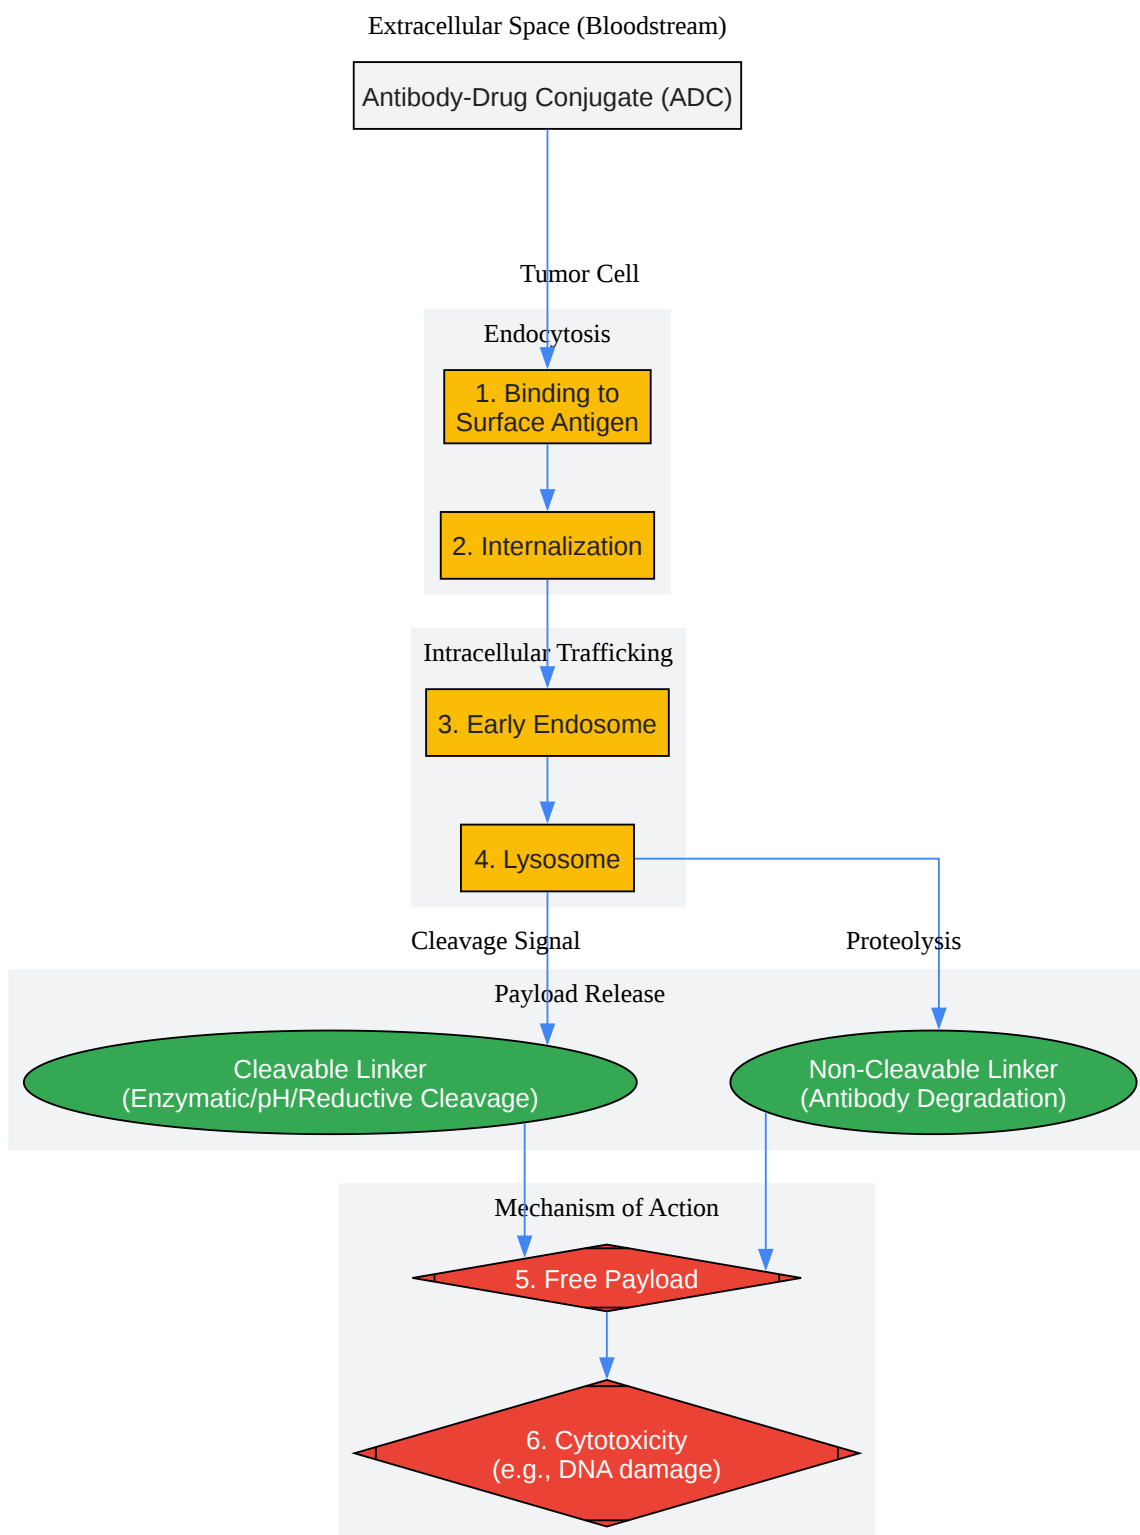 Extracellular Space (Bloodstream)
Antibody-Drug Conjugate (ADC)
Tumor Cell
Endocytosis
1. Binding to
Surface Antigen
2. Internalization
Intracellular Trafficking
3. Early Endosome
4. Lysosome
Cleavage Signal
Proteolysis
Payload Release
Cleavable Linker
(Enzymatic/pH/Reductive Cleavage)
Non-Cleavable Linker
(Antibody Degradation)
Mechanism of Action
5. Free Payload
6. Cytotoxicity
(e.g., DNA damage)